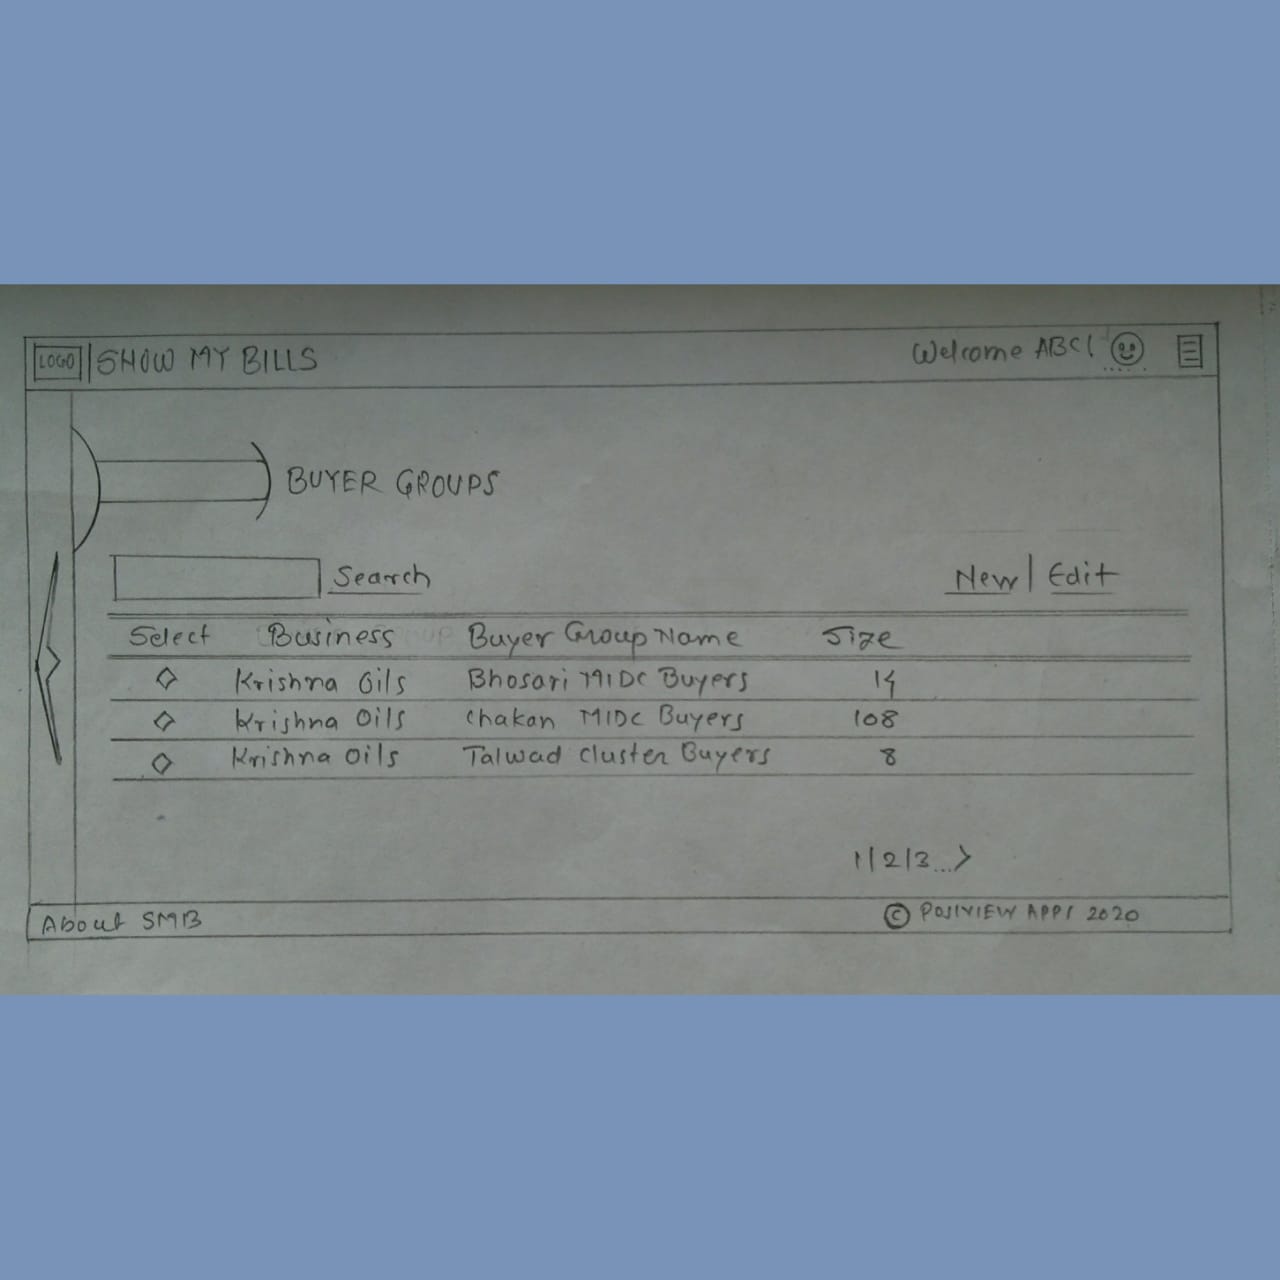 LOGO | SHOW MY BILLS Welcome ABC!
BUYER GROUPS
Search New | Edit
Select Business Buyer Group Name Size
Krishna Oils Bhosari MIDC Buyers 14
Krishna Oils Chakan MIDC Buyers 108
Krishna Oils Talwad Cluster Buyers 8
1|2|3...>
About SMB © POSIVIEW APPS 2020